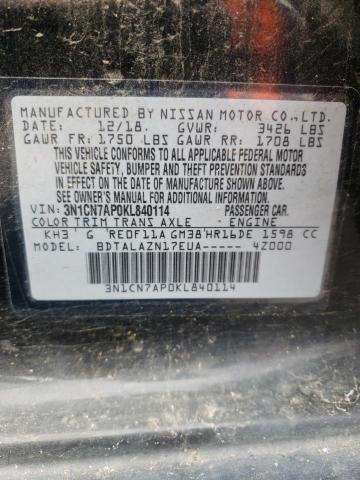 MANUFACTURED BY NISSAN MOTOR CO., LTD.
DATE: 12/18. GVWR: 3426 LBS
GAWR FR: 1750 LBS GAWR RR: 1708 LBS
THIS VEHICLE CONFORMS TO ALL APPLICABLE FEDERAL MOTOR
VEHICLE SAFETY, BUMPER, AND THEFT PREVENTION STANDARDS
IN EFFECT ON THE DATE OF MANUFACTURE SHOWN ABOVE.
SEE OWNER'S MANUAL FOR ADDITIONAL INFORMATION.
VIN: 3N1CN7AP0KL840114 PASSENGER CAR.
COLOR TRIM TRANS AXLE - ENGINE
KH3 G RE0F11A GM38 HR16DE 1598 CC
MODEL: BDTALAZN17EUA----- 4Z000
3N1CN7AP0KL840114